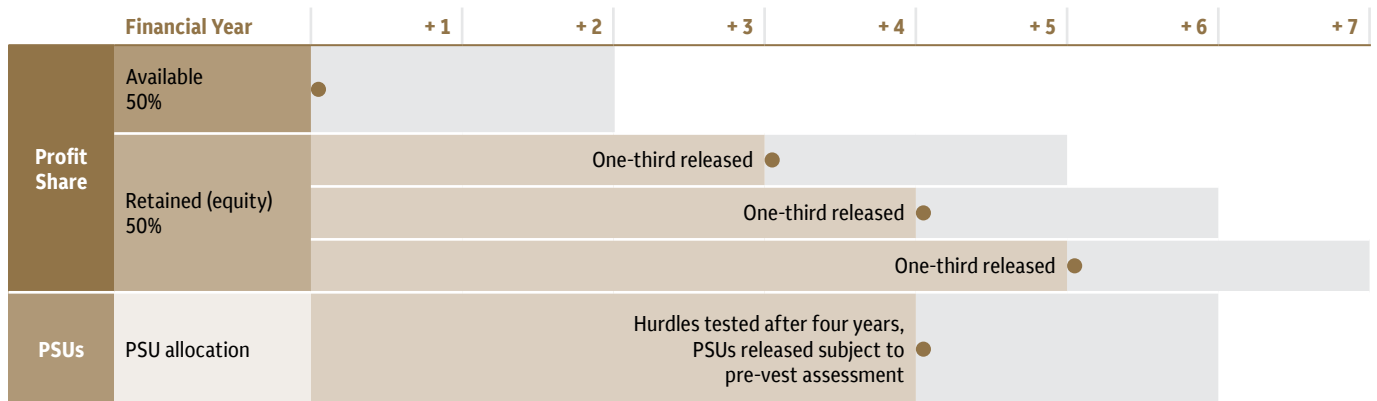 Financial Year + 1 + 2 + 3 + 4 + 5 + 6 + 7
Profit
Share
Available
50%
Retained (equity)
50%
One-third released
One-third released
One-third released
PSUs
PSU allocation
Hurdles tested after four years,
PSUs released subject to
pre-vest assessment